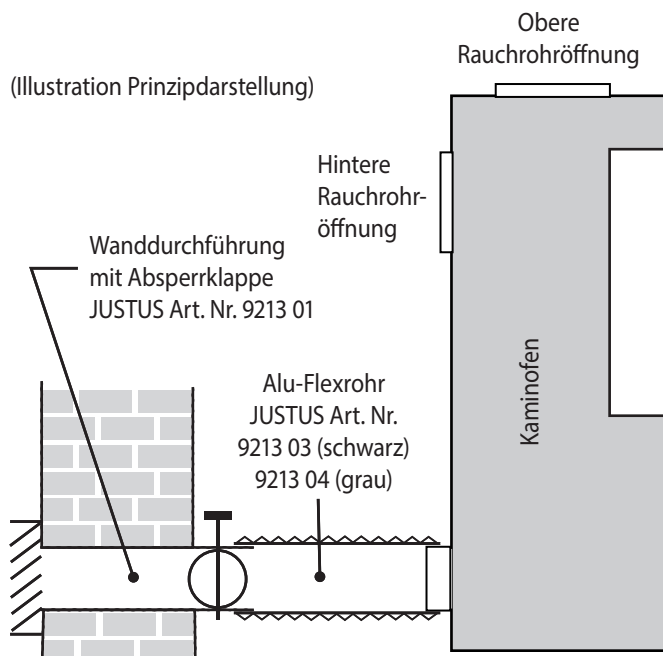 Obere
Rauchrohröffnung
(Illustration Prinzipdarstellung)
Hintere
Rauchrohr-
öffnung
Wanddurchführung
mit Absperrklappe
JUSTUS Art. Nr. 9213 01
Kaminofen
Alu-Flexrohr
JUSTUS Art. Nr.
9213 03 (schwarz)
9213 04 (grau)